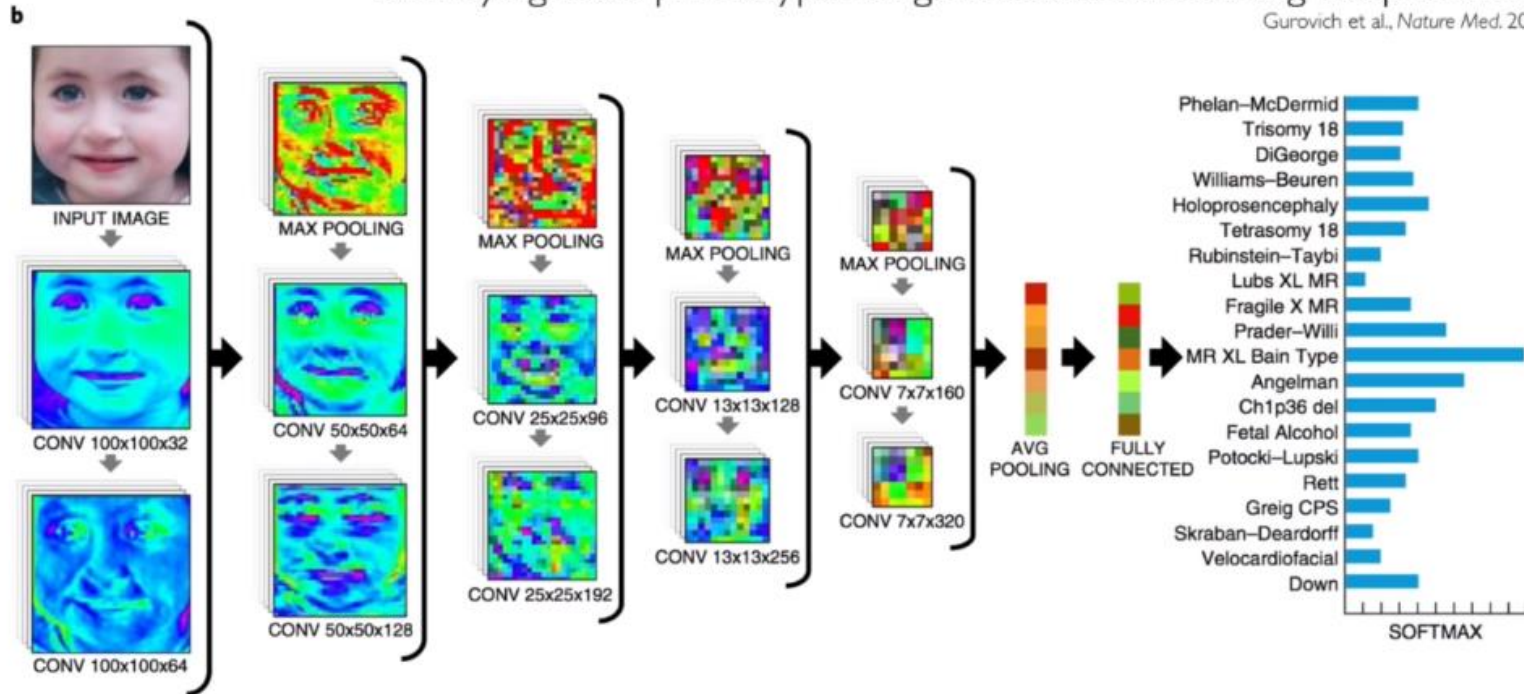 b
Gurovich et al., Nature Med. 20
INPUT IMAGE
CONV 100x100x32
CONV 100x100x64
MAX POOLING
CONV 50x50x64
CONV 50x50x128
MAX POOLING
CONV 25x25x96
CONV 25x25x192
MAX POOLING
CONV 13x13x128
CONV 13x13x256
MAX POOLING
CONV 7x7x160
CONV 7x7x320
AVG
POOLING
FULLY
CONNECTED
Phelan–McDermid
Trisomy 18
DiGeorge
Williams–Beuren
Holoprosencephaly
Tetrasomy 18
Rubinstein–Taybi
Lubs XL MR
Fragile X MR
Prader–Willi
MR XL Bain Type
Angelman
Ch1p36 del
Fetal Alcohol
Potocki–Lupski
Rett
Greig CPS
Skraban–Deardorff
Velocardiofacial
Down
SOFTMAX